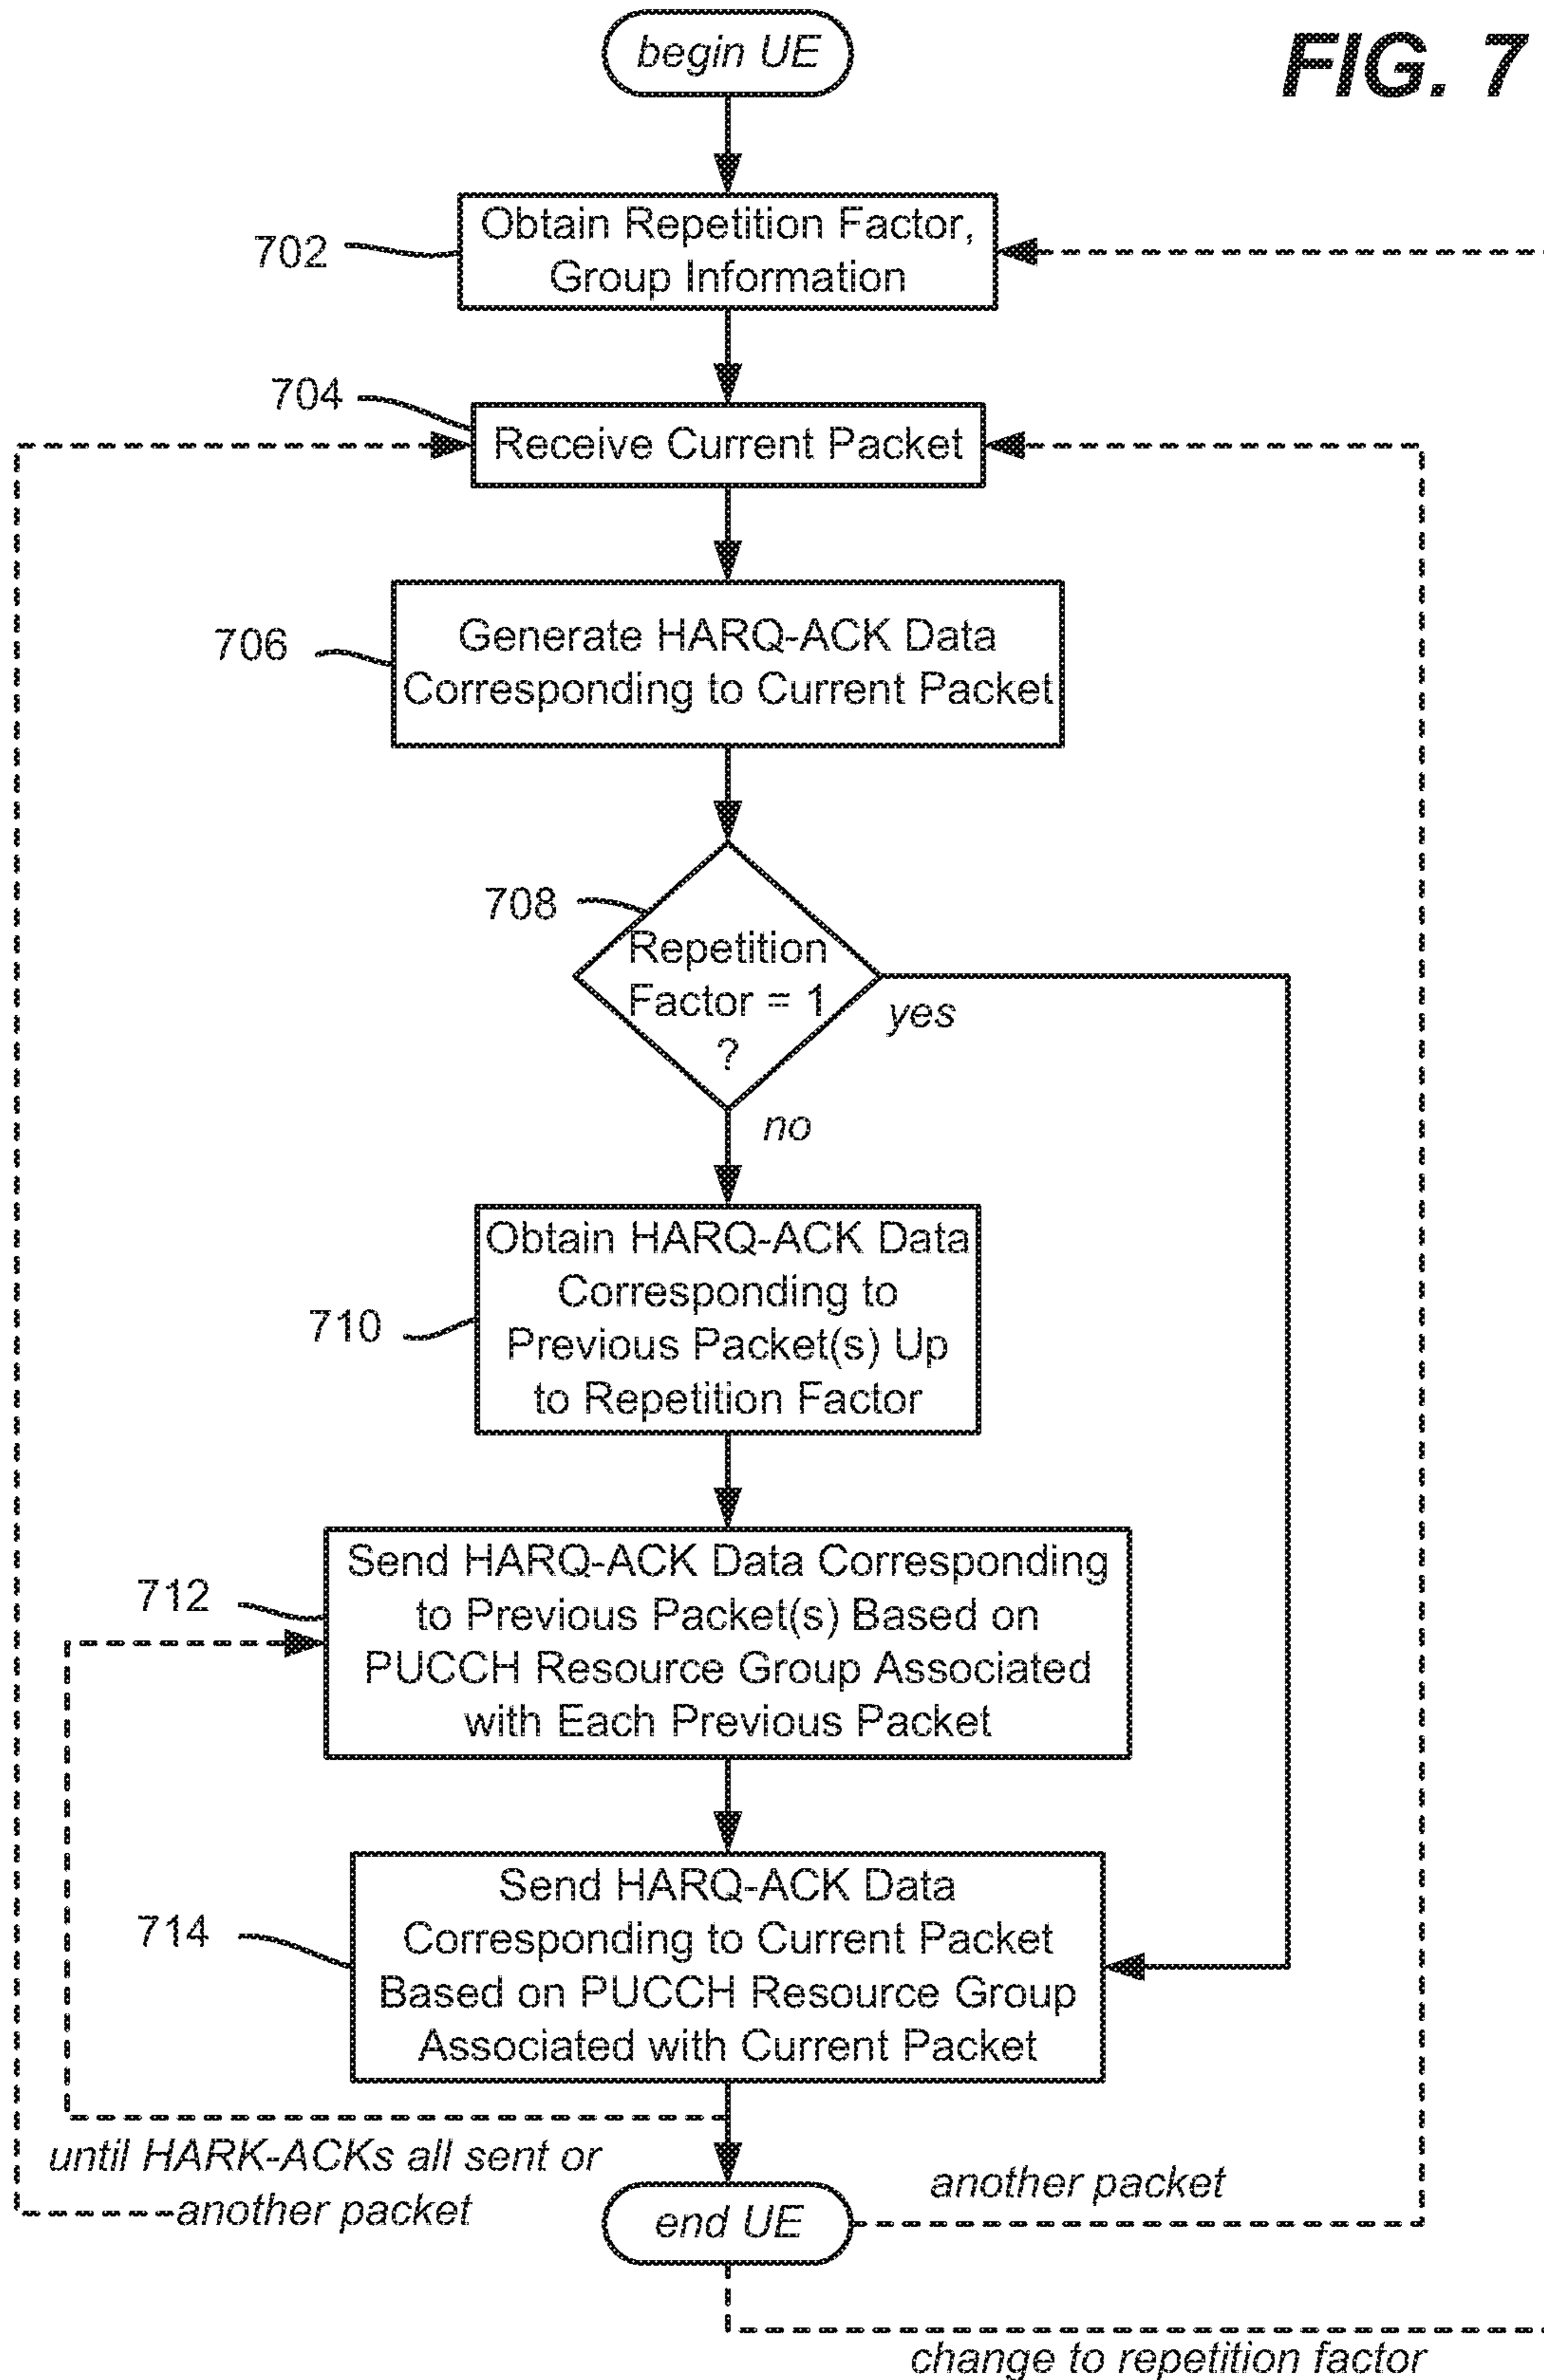 begin UE
FIG. 7
702
Obtain Repetition Factor,
Group Information
704
Receive Current Packet
706
Generate HARQ-ACK Data
Corresponding to Current Packet
708
Repetition
Factor = 1
?
yes
no
710
Obtain HARQ-ACK Data
Corresponding to
Previous Packet(s) Up
to Repetition Factor
712
Send HARQ-ACK Data Corresponding
to Previous Packet(s) Based on
PUCCH Resource Group Associated
with Each Previous Packet
714
Send HARQ-ACK Data
Corresponding to Current Packet
Based on PUCCH Resource Group
Associated with Current Packet
until HARK-ACKs all sent or
another packet
end UE
another packet
change to repetition factor